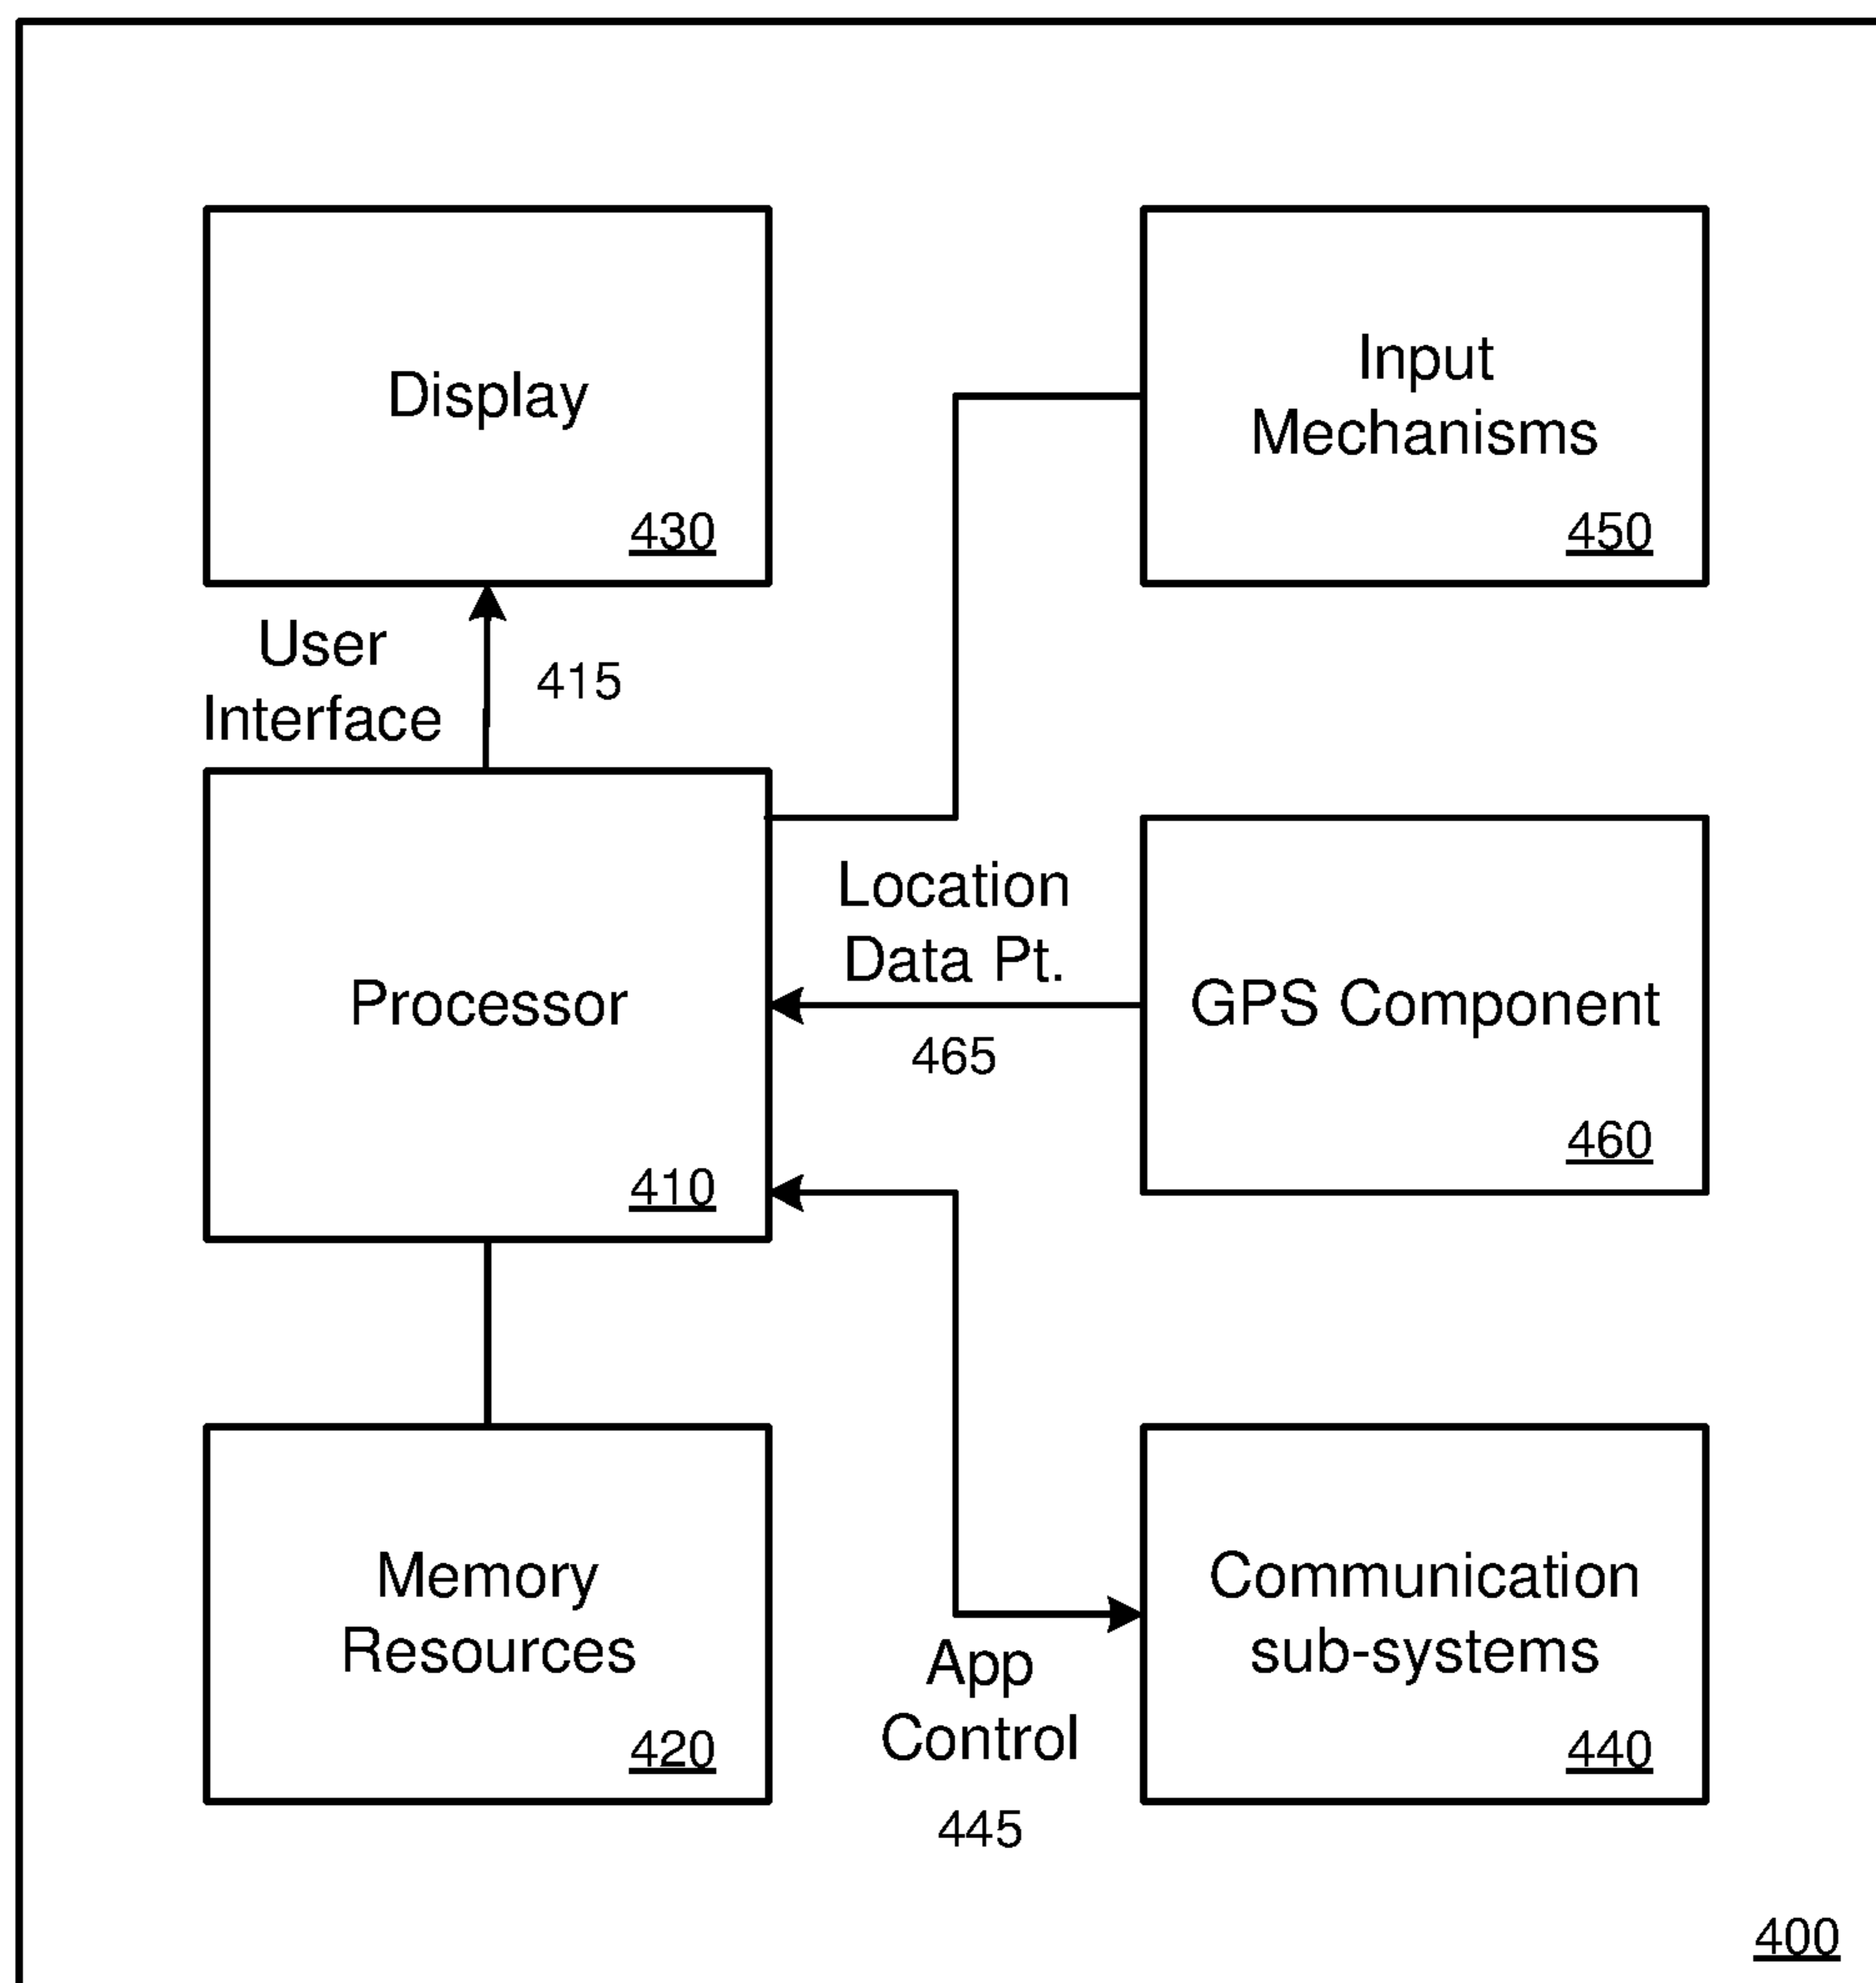 Display
430
Input
Mechanisms
450
User
Interface
415
Processor
410
Location
Data Pt.
465
GPS Component
460
Memory
Resources
420
App
Control
445
Communication
sub-systems
440
400